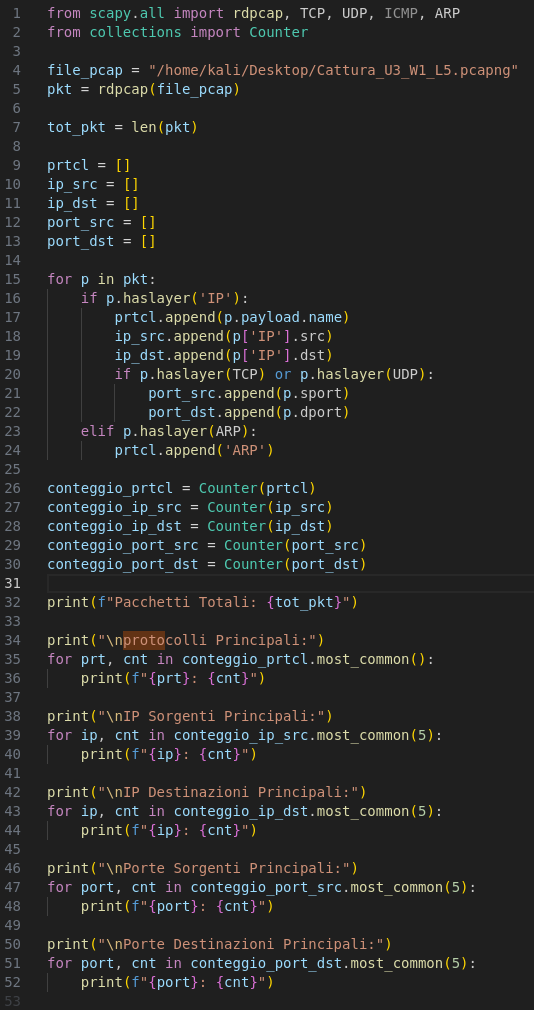 1 from scapy.all import rdpcap, TCP, UDP, ICMP, ARP
2 from collections import Counter
3
4 file_pcap = "/home/kali/Desktop/Cattura_U3_W1_L5.pcapng"
5 pkt = rdpcap(file_pcap)
6
7 tot_pkt = len(pkt)
8
9 prtcl = []
10 ip_src = []
11 ip_dst = []
12 port_src = []
13 port_dst = []
14
15 for p in pkt:
16     if p.haslayer('IP'):
17         prtcl.append(p.payload.name)
18         ip_src.append(p['IP'].src)
19         ip_dst.append(p['IP'].dst)
20         if p.haslayer(TCP) or p.haslayer(UDP):
21             port_src.append(p.sport)
22             port_dst.append(p.dport)
23     elif p.haslayer(ARP):
24         prtcl.append('ARP')
25
26 conteggio_prtcl = Counter(prtcl)
27 conteggio_ip_src = Counter(ip_src)
28 conteggio_ip_dst = Counter(ip_dst)
29 conteggio_port_src = Counter(port_src)
30 conteggio_port_dst = Counter(port_dst)
31
32 print(f"Pacchetti Totali: {tot_pkt}")
33
34 print("\nprotocolli Principali:")
35 for prt, cnt in conteggio_prtcl.most_common():
36     print(f"{prt}: {cnt}")
37
38 print("\nIP Sorgenti Principali:")
39 for ip, cnt in conteggio_ip_src.most_common(5):
40     print(f"{ip}: {cnt}")
41
42 print("\nIP Destinazioni Principali:")
43 for ip, cnt in conteggio_ip_dst.most_common(5):
44     print(f"{ip}: {cnt}")
45
46 print("\nPorte Sorgenti Principali:")
47 for port, cnt in conteggio_port_src.most_common(5):
48     print(f"{port}: {cnt}")
49
50 print("\nPorte Destinazioni Principali:")
51 for port, cnt in conteggio_port_dst.most_common(5):
52     print(f"{port}: {cnt}")
53